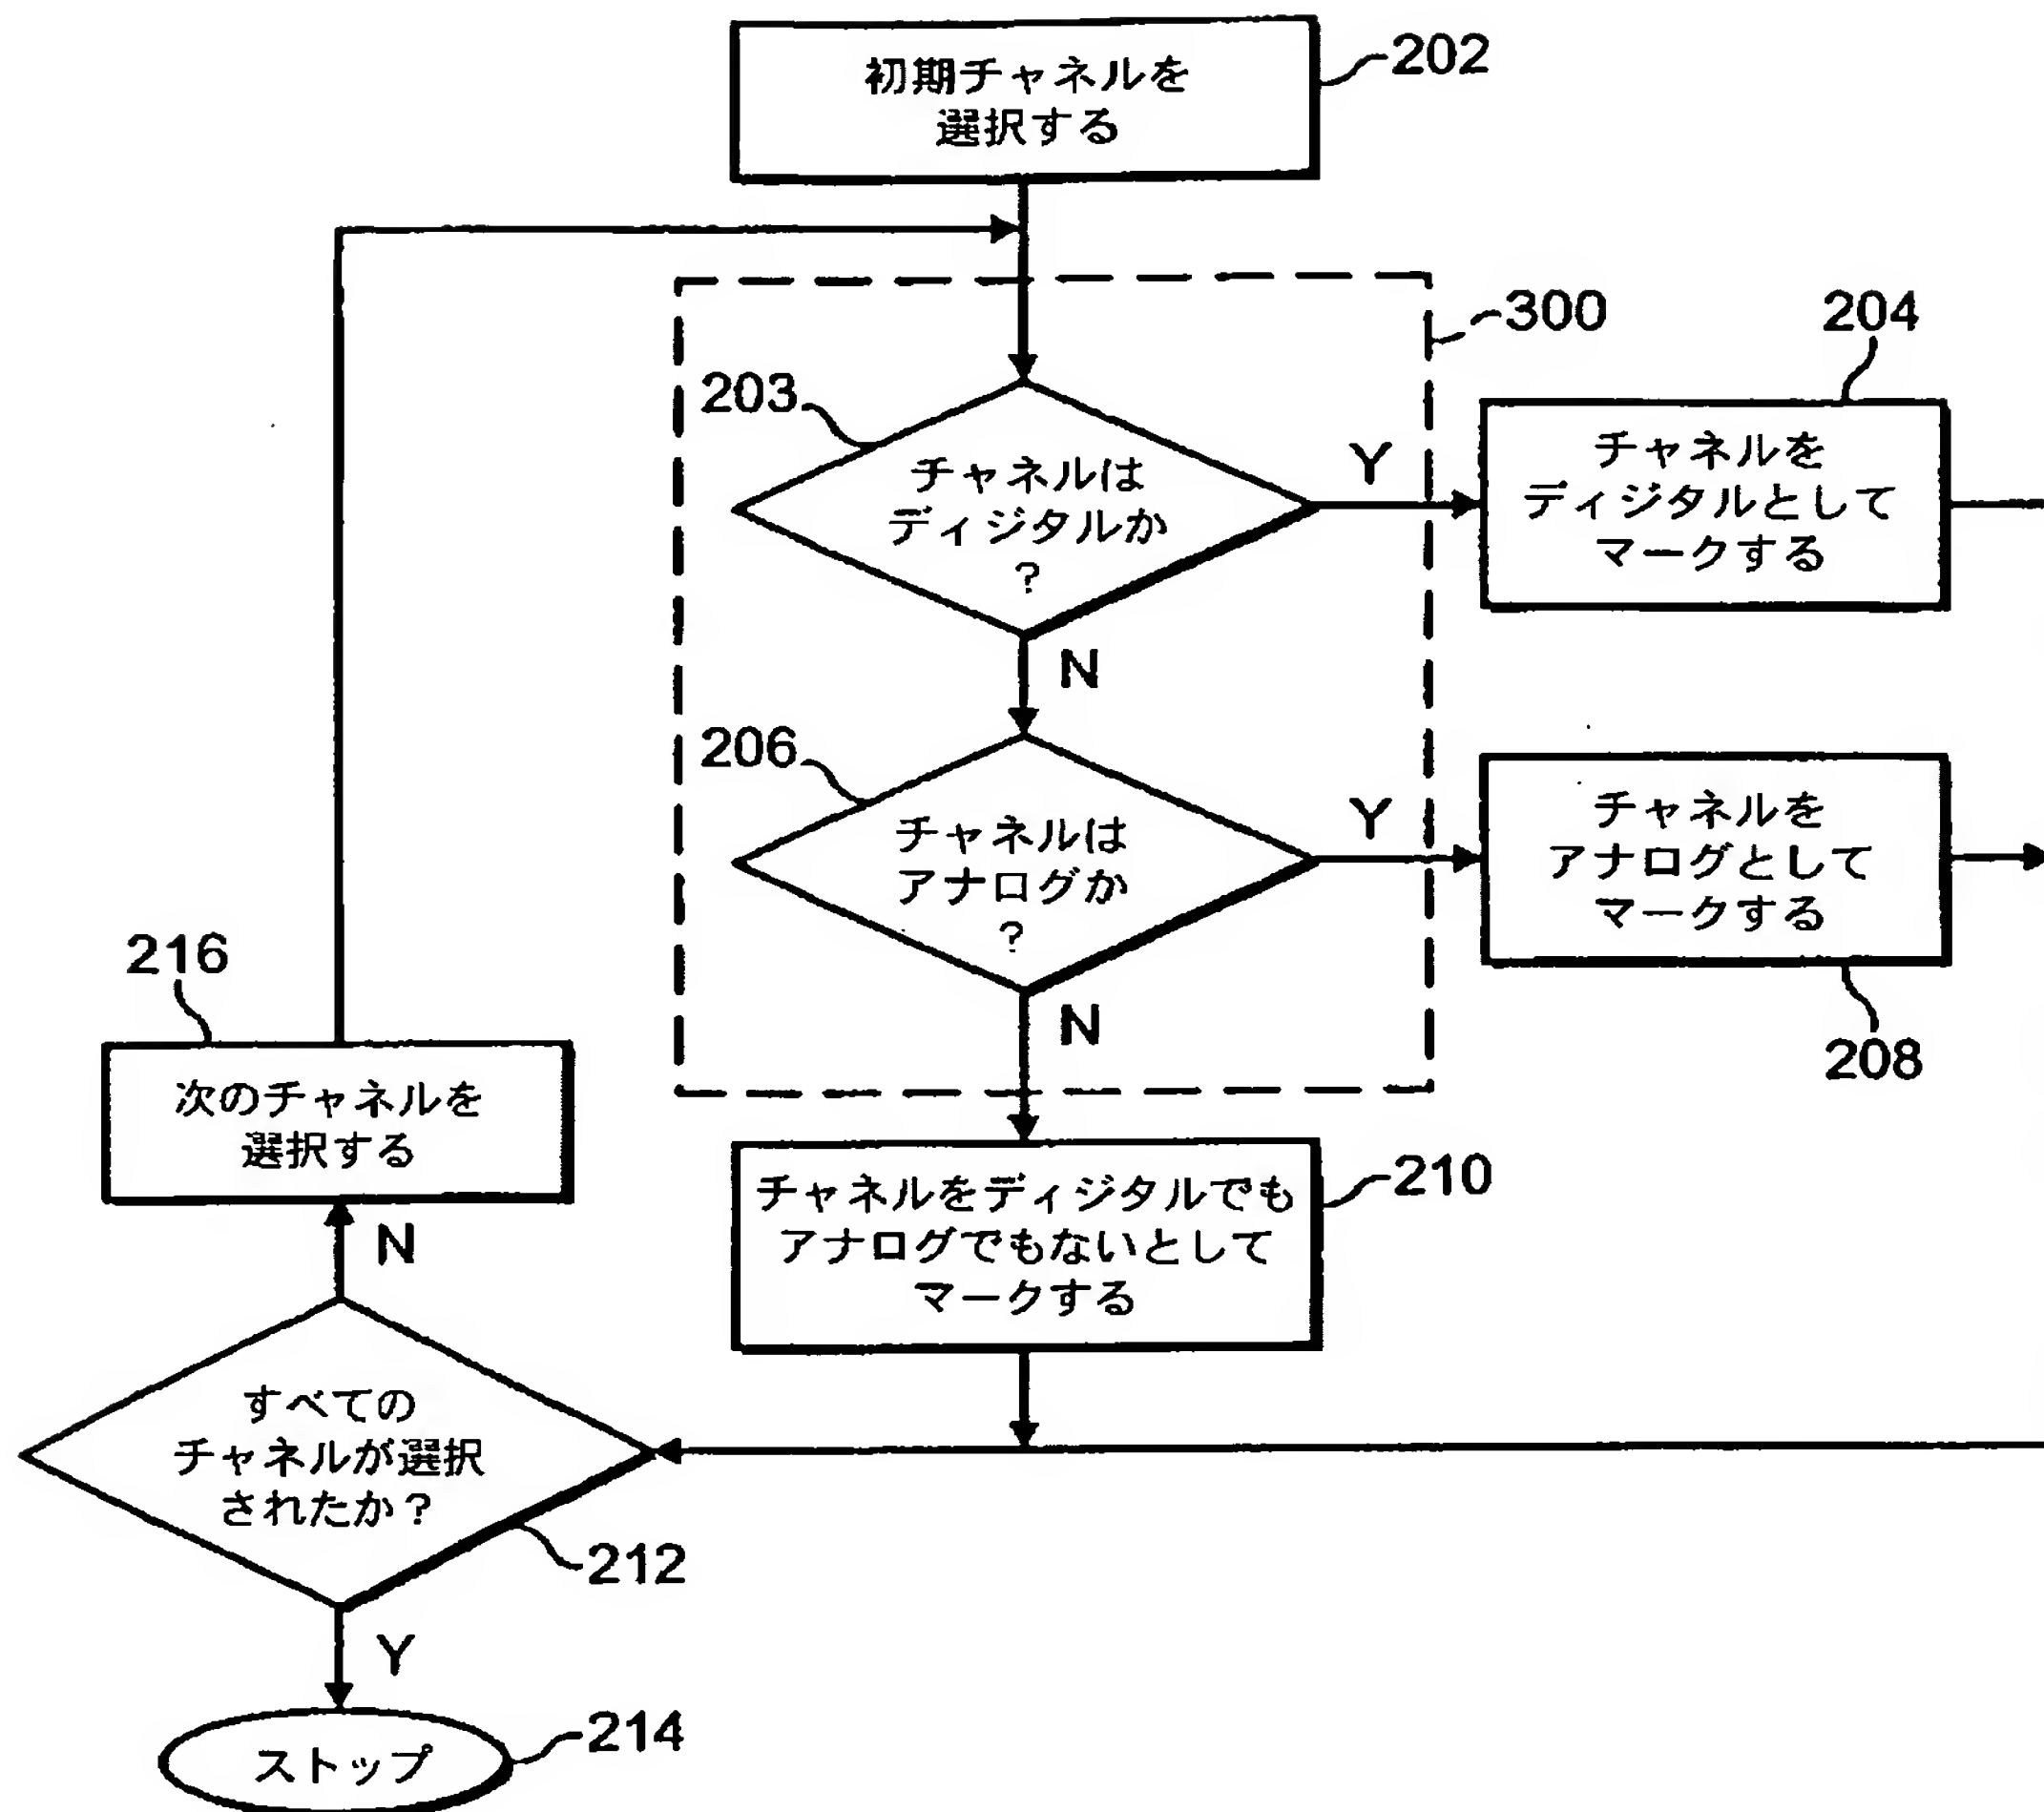 初期チャネルを
選択する
202
300
203
チャネルは
ディジタルか
?
Y
N
204
チャネルを
ディジタルとして
マークする
206
チャネルは
アナログか
?
Y
N
チャネルを
アナログとして
マークする
208
216
次のチャネルを
選択する
N
チャネルをディジタルでも
アナログでもないとして
マークする
210
すべての
チャネルが選択
されたか?
212
Y
ストップ
214